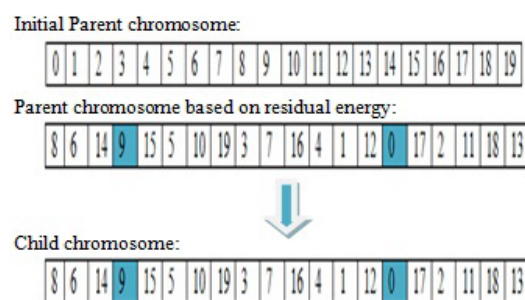 Initial Parent chromosome:
0 1 2 3 4 5 6 7 8 9 10 11 12 13 14 15 16 17 18 19
Parent chromosome based on residual energy:
8 6 14 9 15 5 10 19 3 7 16 4 1 12 0 17 2 11 18 13
Child chromosome:
8 6 14 9 15 5 10 19 3 7 16 4 1 12 0 17 2 11 18 13